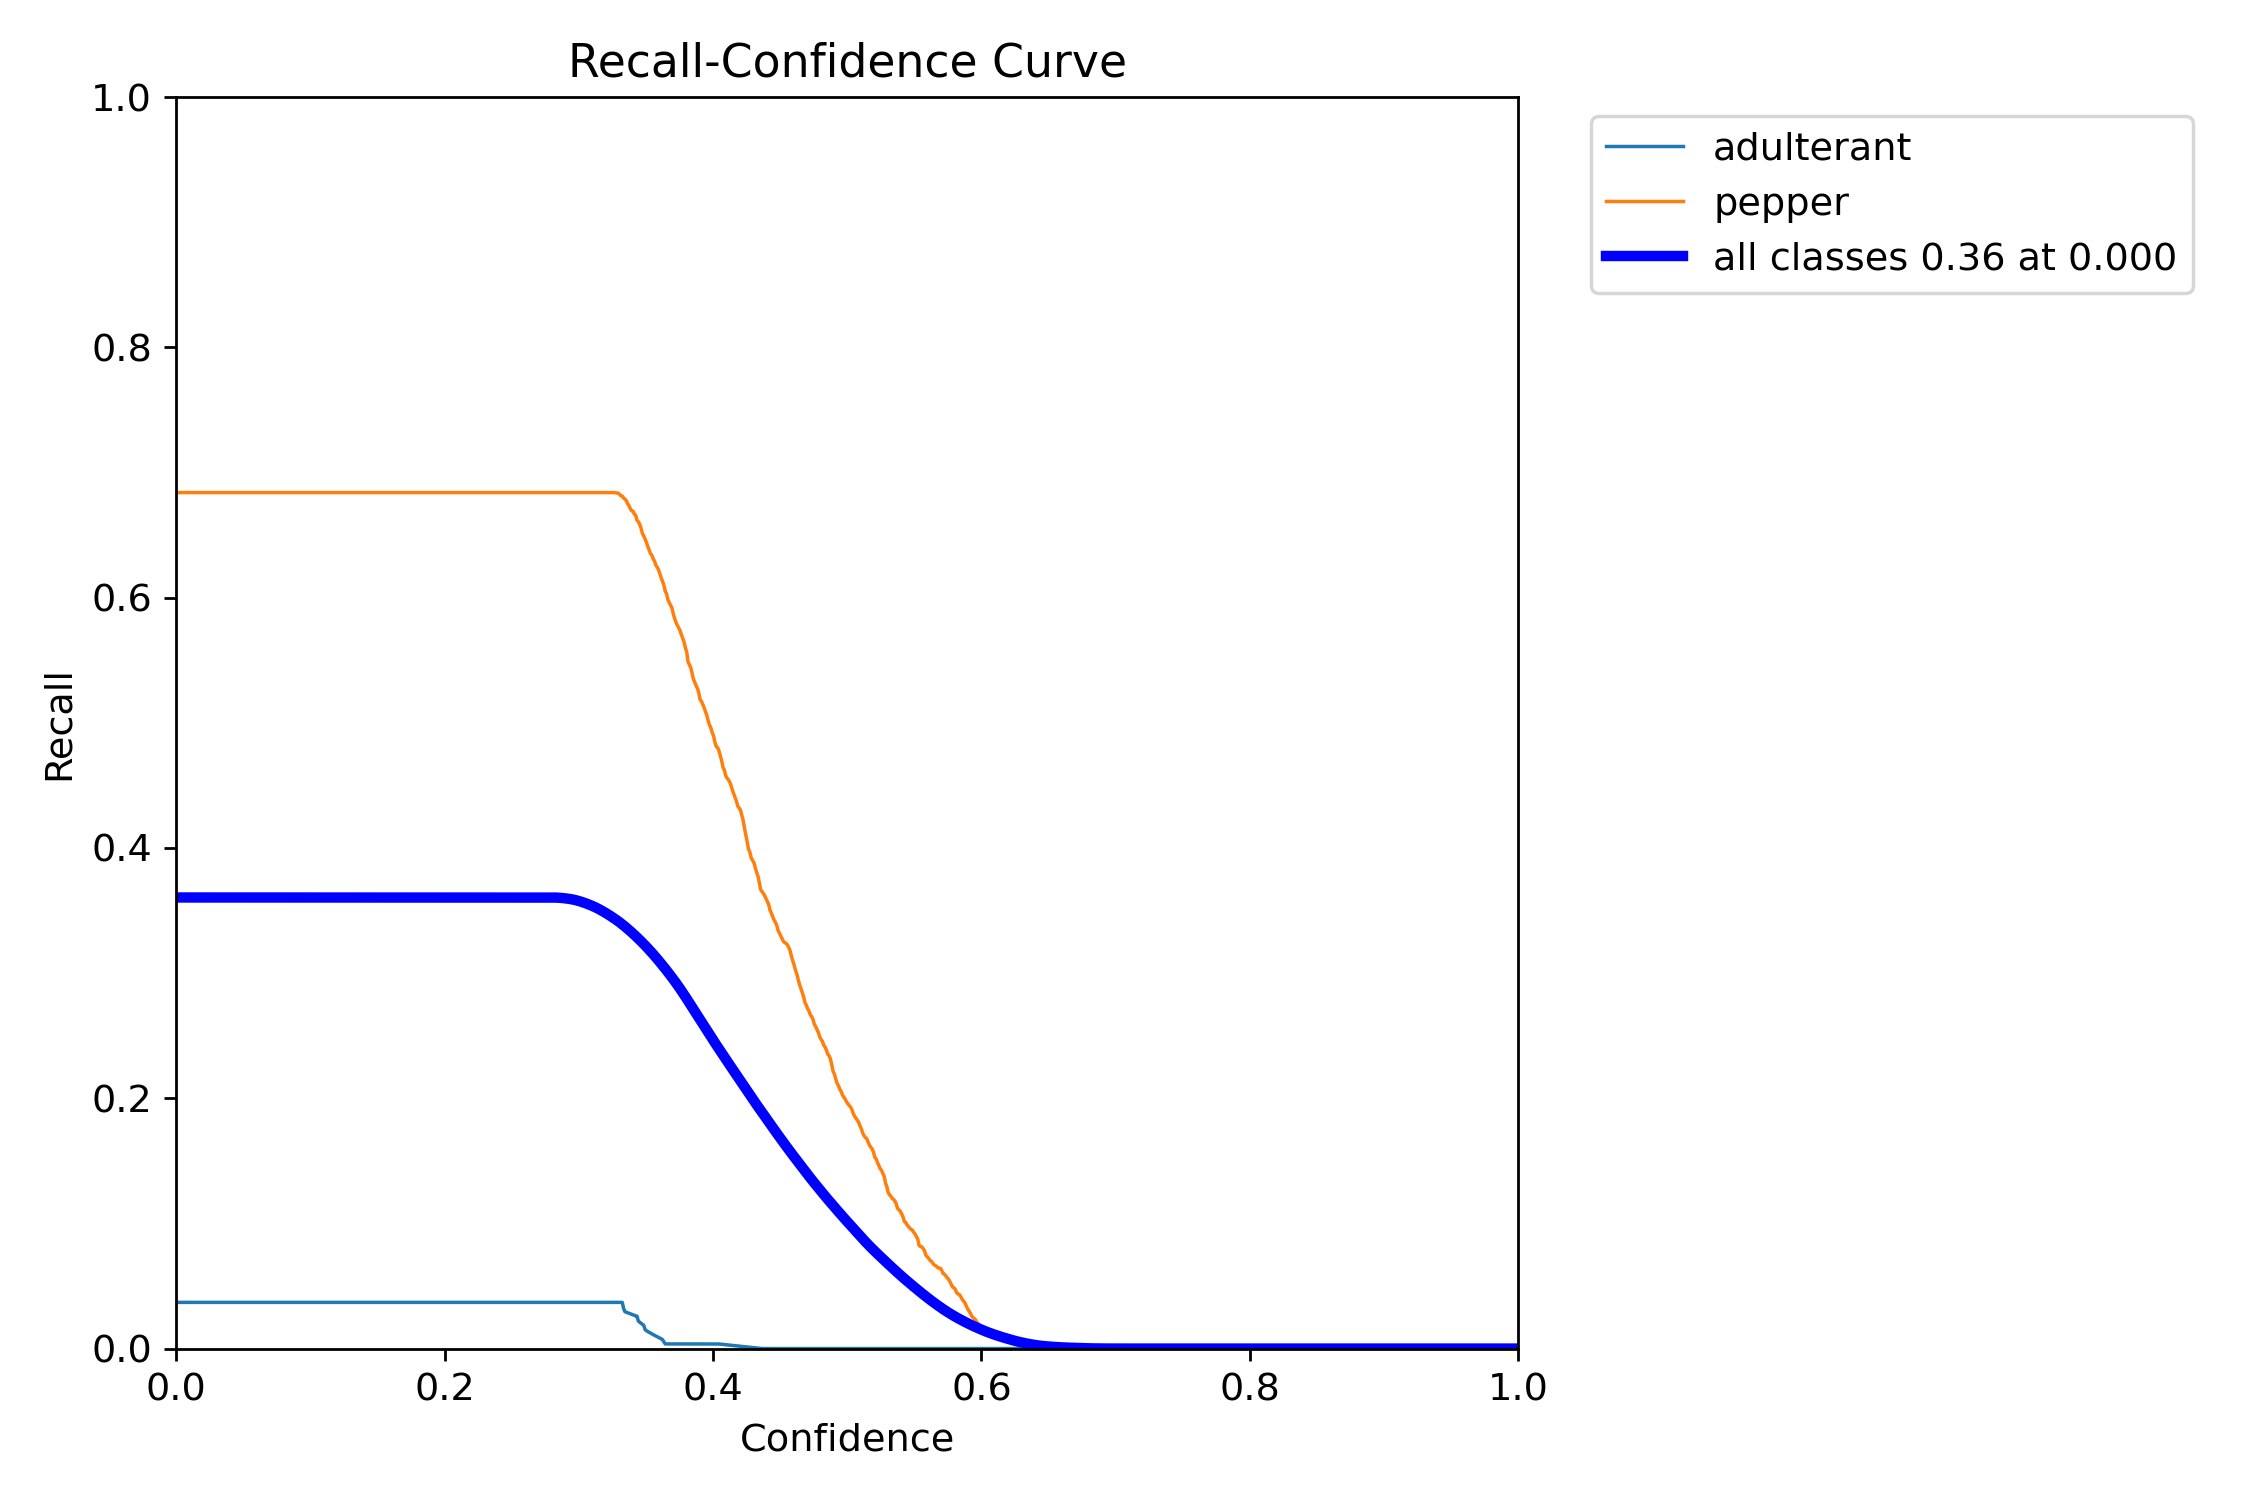 Recall-Confidence Curve
1.0
0.8
0.6
0.4
0.2
0.0
Recall
0.0 0.2 0.4 0.6 0.8 1.0
Confidence
adulterant
pepper
all classes 0.36 at 0.000